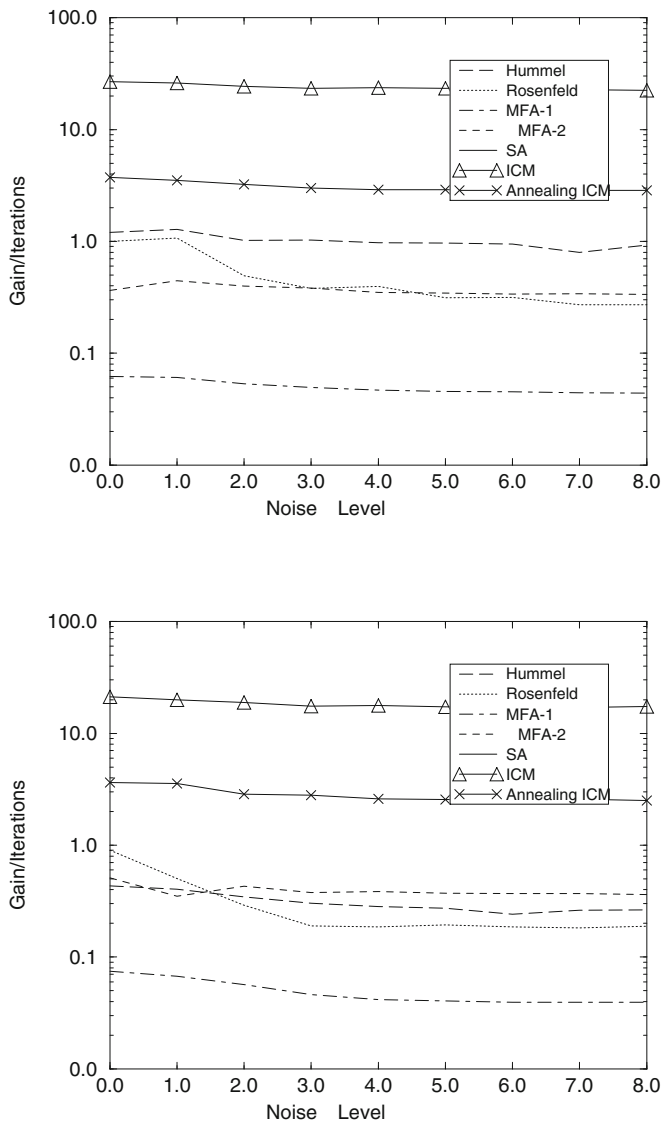 100.0
Hummel
Rosenfeld
MFA-1
MFA-2
SA
ICM
Annealing ICM
10.0
1.0
0.1
0.0
Gain/Iterations
0.0 1.0 2.0 3.0 4.0 5.0 6.0 7.0 8.0
Noise Level
100.0
Hummel
Rosenfeld
MFA-1
MFA-2
SA
ICM
Annealing ICM
10.0
1.0
0.1
0.0
Gain/Iterations
0.0 1.0 2.0 3.0 4.0 5.0 6.0 7.0 8.0
Noise Level